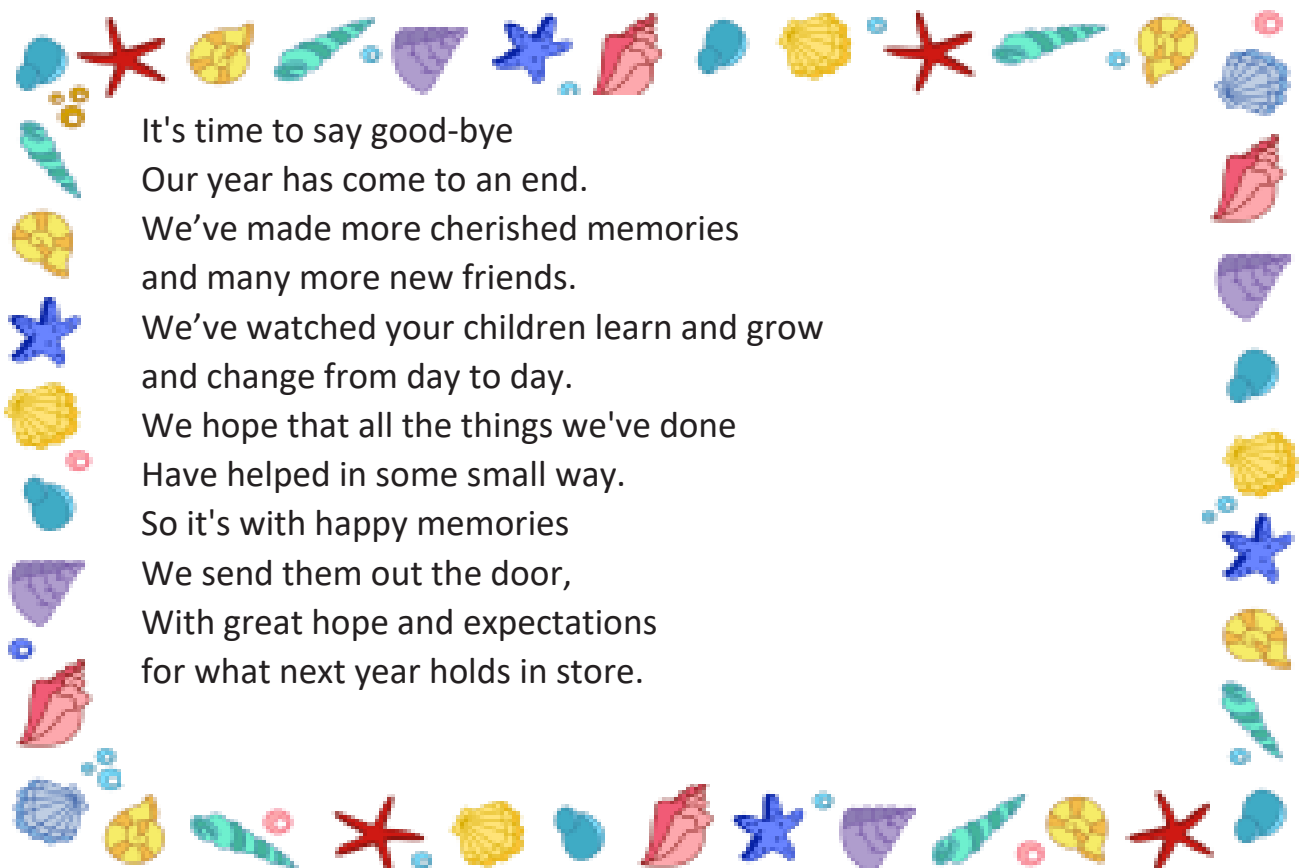 It's time to say good-bye
Our year has come to an end.
We’ve made more cherished memories
and many more new friends.
We’ve watched your children learn and grow
and change from day to day.
We hope that all the things we've done
Have helped in some small way.
So it's with happy memories
We send them out the door,
With great hope and expectations
for what next year holds in store.